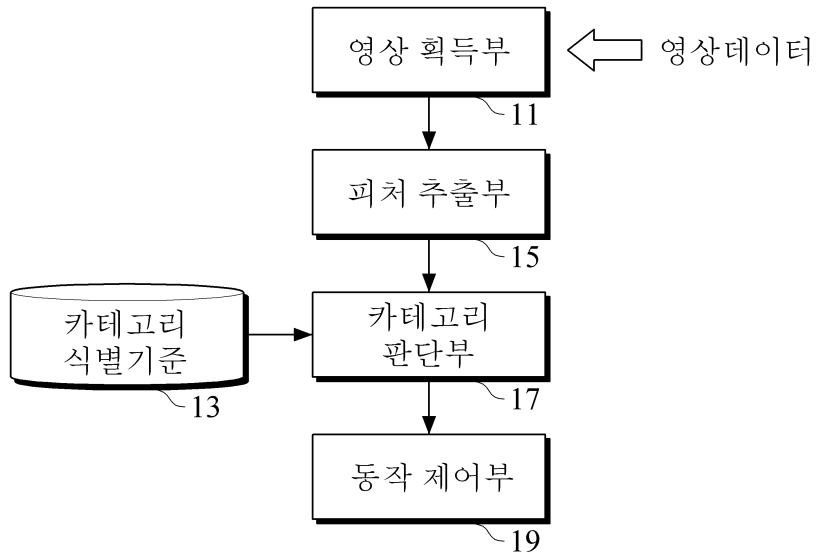 영상 획득부
영상데이터
11
피처 추출부
15
카테고리
식별기준
13
카테고리
판단부
17
동작 제어부
19